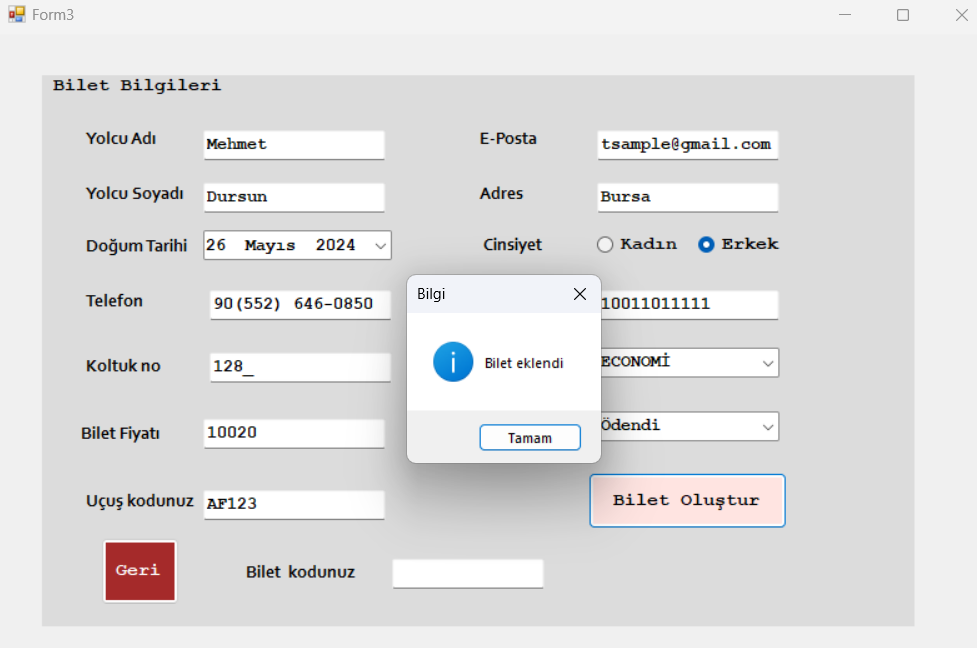 Form3
Bilet Bilgileri
Yolcu Adı Mehmet E-Posta tsample@gmail.com
Yolcu Soyadı Dursun Adres Bursa
Doğum Tarihi 26 Mayıs 2024 Cinsiyet Kadın Erkek
Telefon 90(552) 646-0850 10011011111
Koltuk no 128_ ECONOMİ
Bilet Fiyatı 10020 Ödendi
Uçuş kodunuz AF123 Bilet Oluştur
Geri Bilet kodunuz
Bilgi
Bilet eklendi
Tamam